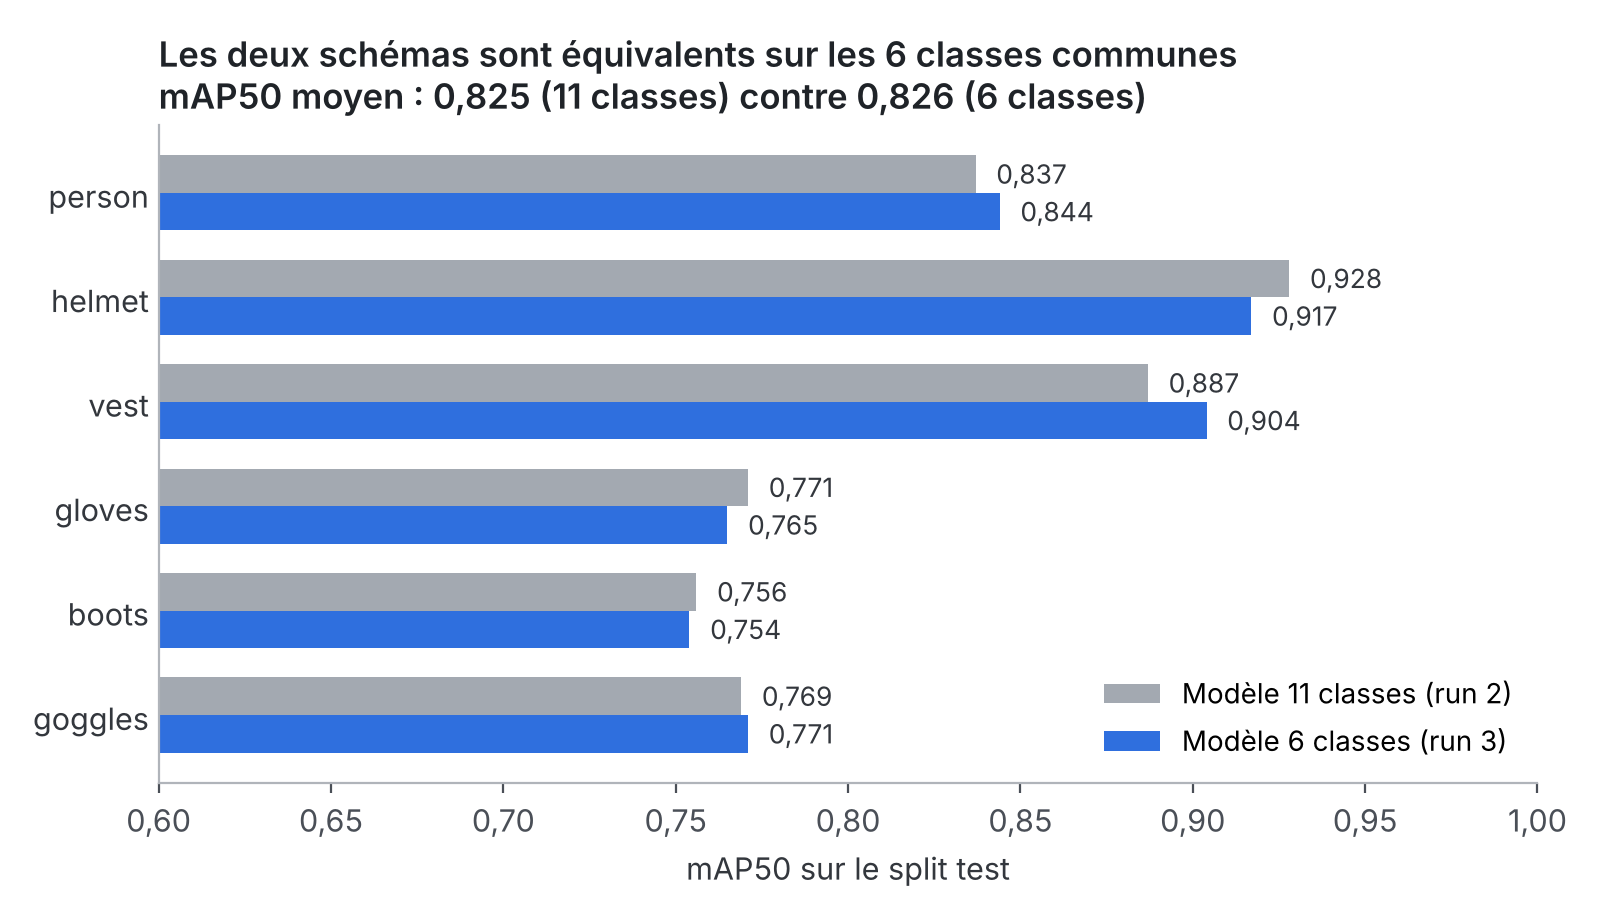 Les deux schémas sont équivalents sur les 6 classes communes
mAP50 moyen : 0,825 (11 classes) contre 0,826 (6 classes)
person
0,837
0,844
helmet
0,928
0,917
vest
0,887
0,904
gloves
0,771
0,765
boots
0,756
0,754
goggles
0,769
0,771
Modèle 11 classes (run 2)
Modèle 6 classes (run 3)
0,60 0,65 0,70 0,75 0,80 0,85 0,90 0,95 1,00
mAP50 sur le split test